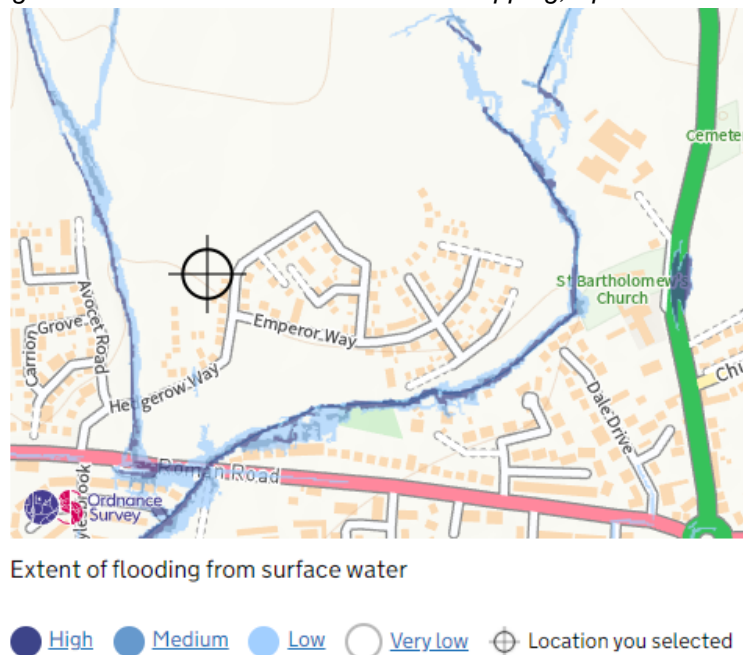 Cemete
St Bartholomew's
Church
Avocet Road
Carrion Grove
Emperor Way
Hedgerow Way
Dale Drive
Chu
Roman Road
Ordnance
Survey
ylesbrook
Extent of flooding from surface water
High Medium Low Very low Location you selected